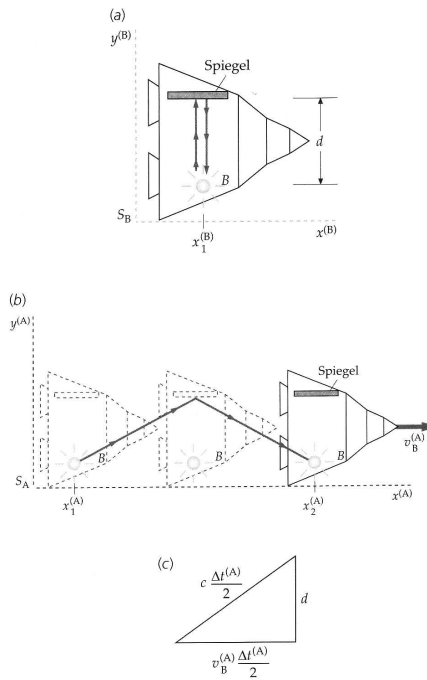 (a)
y(B)
Spiegel
d
B
S_B
x_1^(B)
x^(B)
(b)
y^(A)
Spiegel
v_B^(A)
B
B
B
S_A
x_1^(A)
x_2^(A)
x^(A)
(c)
c Δt^(A)/2
d
v_B^(A) Δt^(A)/2